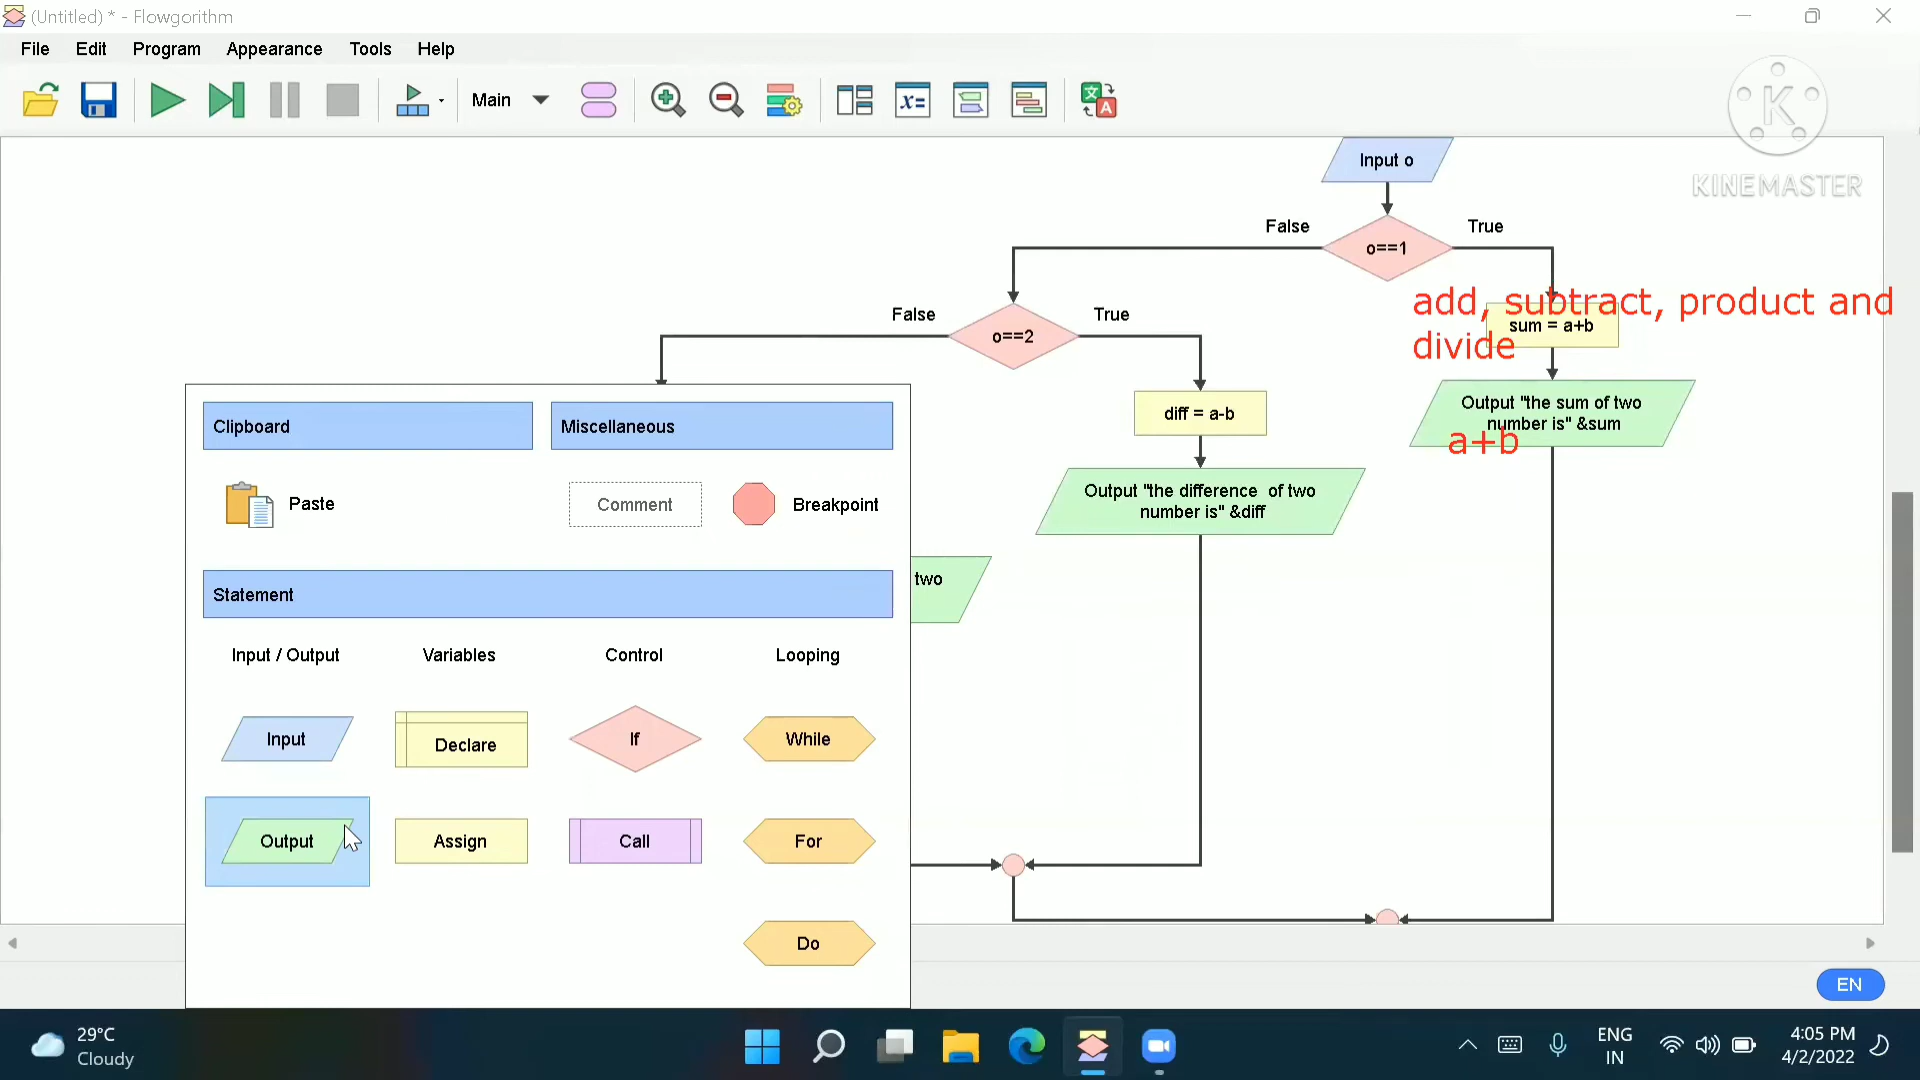 (Untitled) * - Flowgorithm
File Edit Program Appearance Tools Help
Main
x=
文 A
K
KINEMASTER
Input o
False
True
o==1
add, subtract, product and
divide
sum = a+b
False
True
o==2
diff = a-b
Output "the sum of two
number is" &sum
a+b
Output "the difference  of two
number is" &diff
two
Clipboard
Miscellaneous
Paste
Comment
Breakpoint
Statement
Input / Output
Variables
Control
Looping
Input
Declare
If
While
Output
Assign
Call
For
Do
EN
29°C
Cloudy
ENG
IN
4:05 PM
4/2/2022